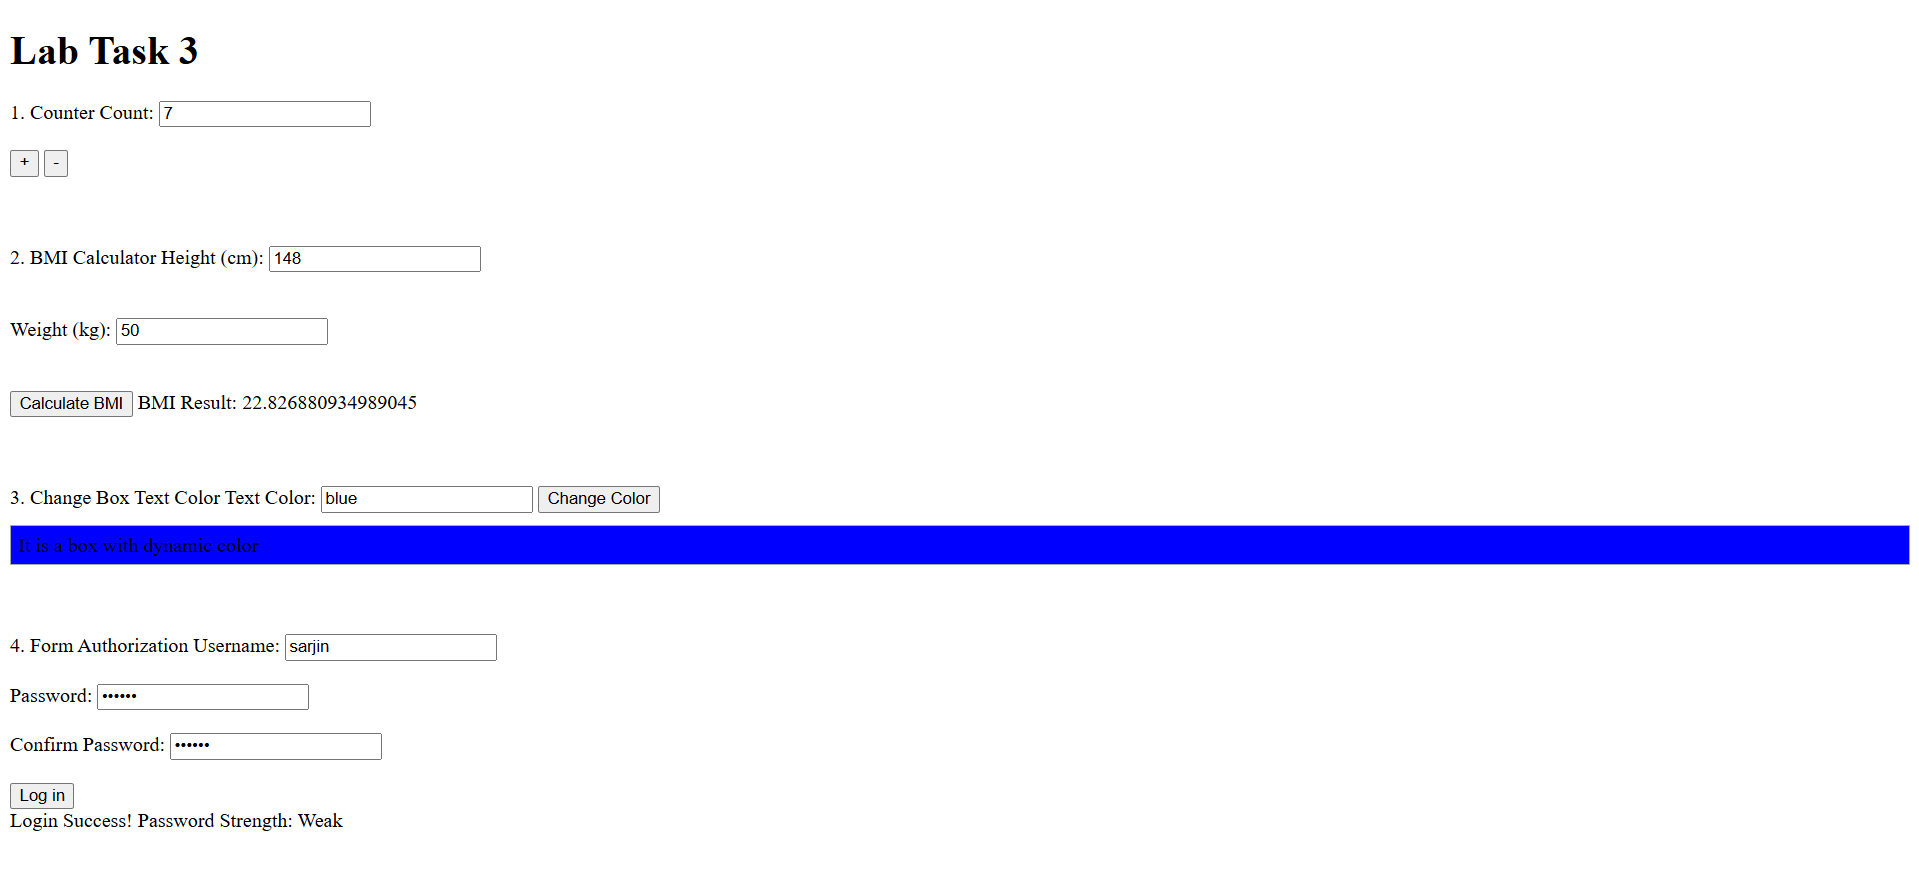 Lab Task 3
1. Counter Count: 7
+ -
2. BMI Calculator Height (cm): 148
Weight (kg): 50
Calculate BMI BMI Result: 22.826880934989045
3. Change Box Text Color Text Color: blue Change Color
It is a box with dynamic color
4. Form Authorization Username: sarjin
Password: ••••••
Confirm Password: ••••••
Log in
Login Success! Password Strength: Weak